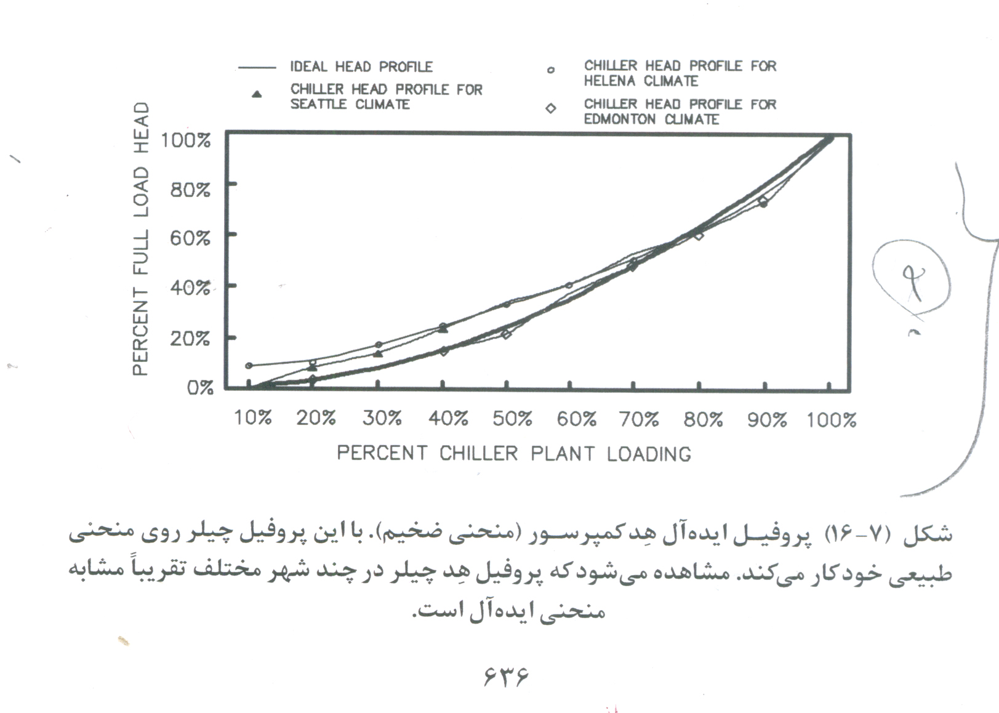 IDEAL HEAD PROFILE
CHILLER HEAD PROFILE FOR
SEATTLE CLIMATE
CHILLER HEAD PROFILE FOR
HELENA CLIMATE
CHILLER HEAD PROFILE FOR
EDMONTON CLIMATE
PERCENT FULL LOAD HEAD
100%
80%
60%
40%
20%
0%
10% 20% 30% 40% 50% 60% 70% 80% 90% 100%
PERCENT CHILLER PLANT LOADING
شکل (۷-۱۶) پروفیل ایده‌آل هِد کمپرسور (منحنی ضخیم). با این پروفیل چیلر روی منحنی
طبیعی خود کار می‌کند. مشاهده می‌شود که پروفیل هِد چیلر در چند شهر مختلف تقریباً مشابه
منحنی ایده‌آل است.
۶۳۶